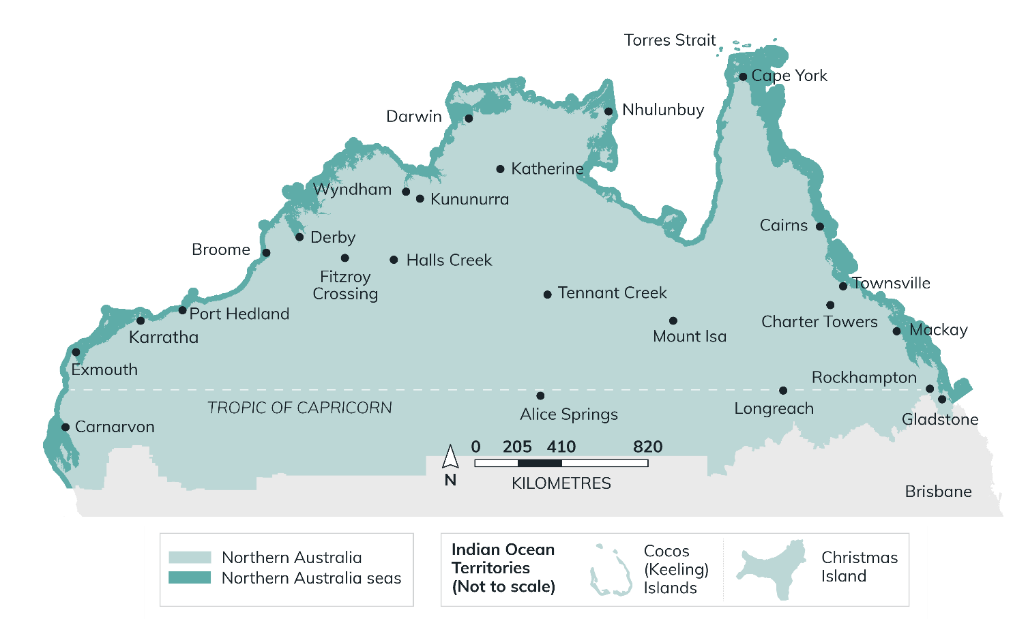 Torres Strait
Cape York
Darwin
Nhulunbuy
Katherine
Wyndham
Kununurra
Cairns
Derby
Broome
Halls Creek
Fitzroy
Crossing
Townsville
Tennant Creek
Port Hedland
Charter Towers
Karratha
Mount Isa
Mackay
Exmouth
Rockhampton
TROPIC OF CAPRICORN
Alice Springs
Longreach
Gladstone
Carnarvon
0 205 410 820
N
KILOMETRES
Brisbane
Northern Australia
Northern Australia seas
Indian Ocean
Territories
(Not to scale)
Cocos
(Keeling)
Islands
Christmas
Island